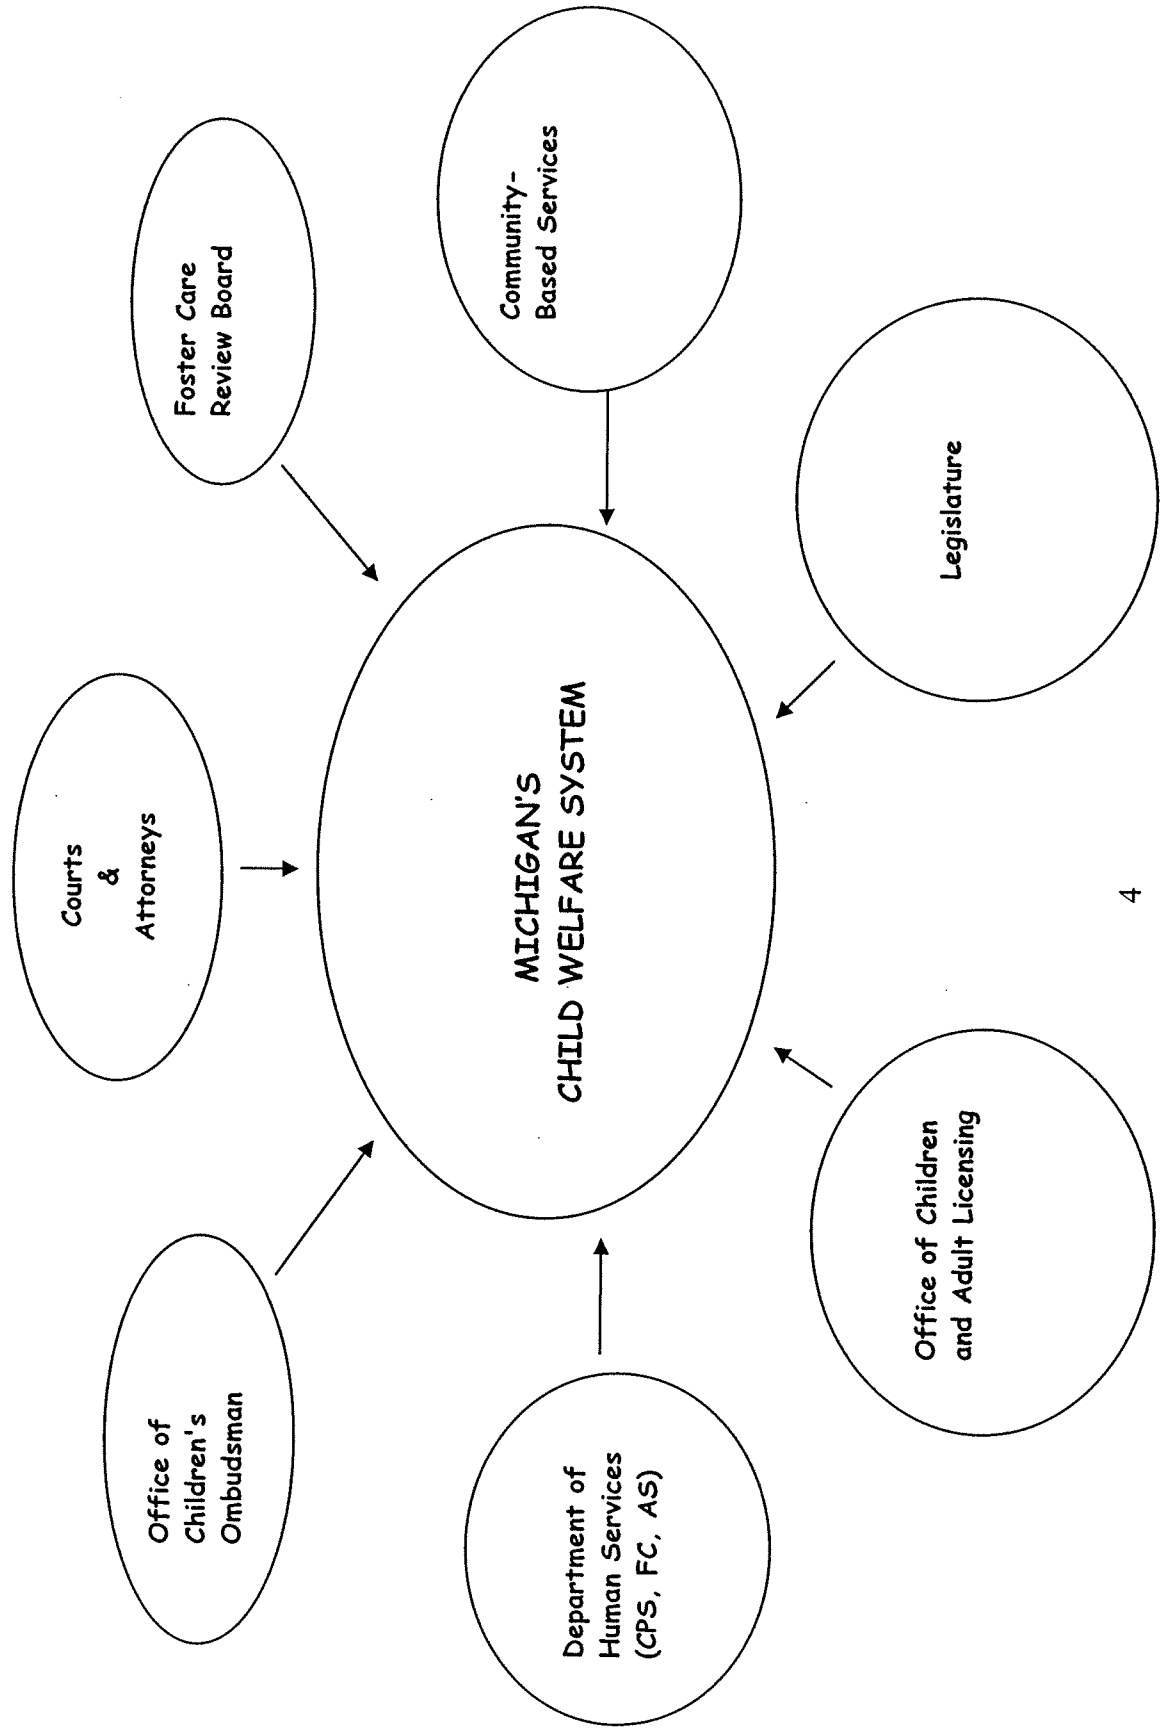 Courts
&
Attorneys
Office of
Children's
Ombudsman
Foster Care
Review Board
MICHIGAN'S
CHILD WELFARE SYSTEM
Department of
Human Services
(CPS, FC, AS)
Community-
Based Services
Office of Children
and Adult Licensing
Legislature
4